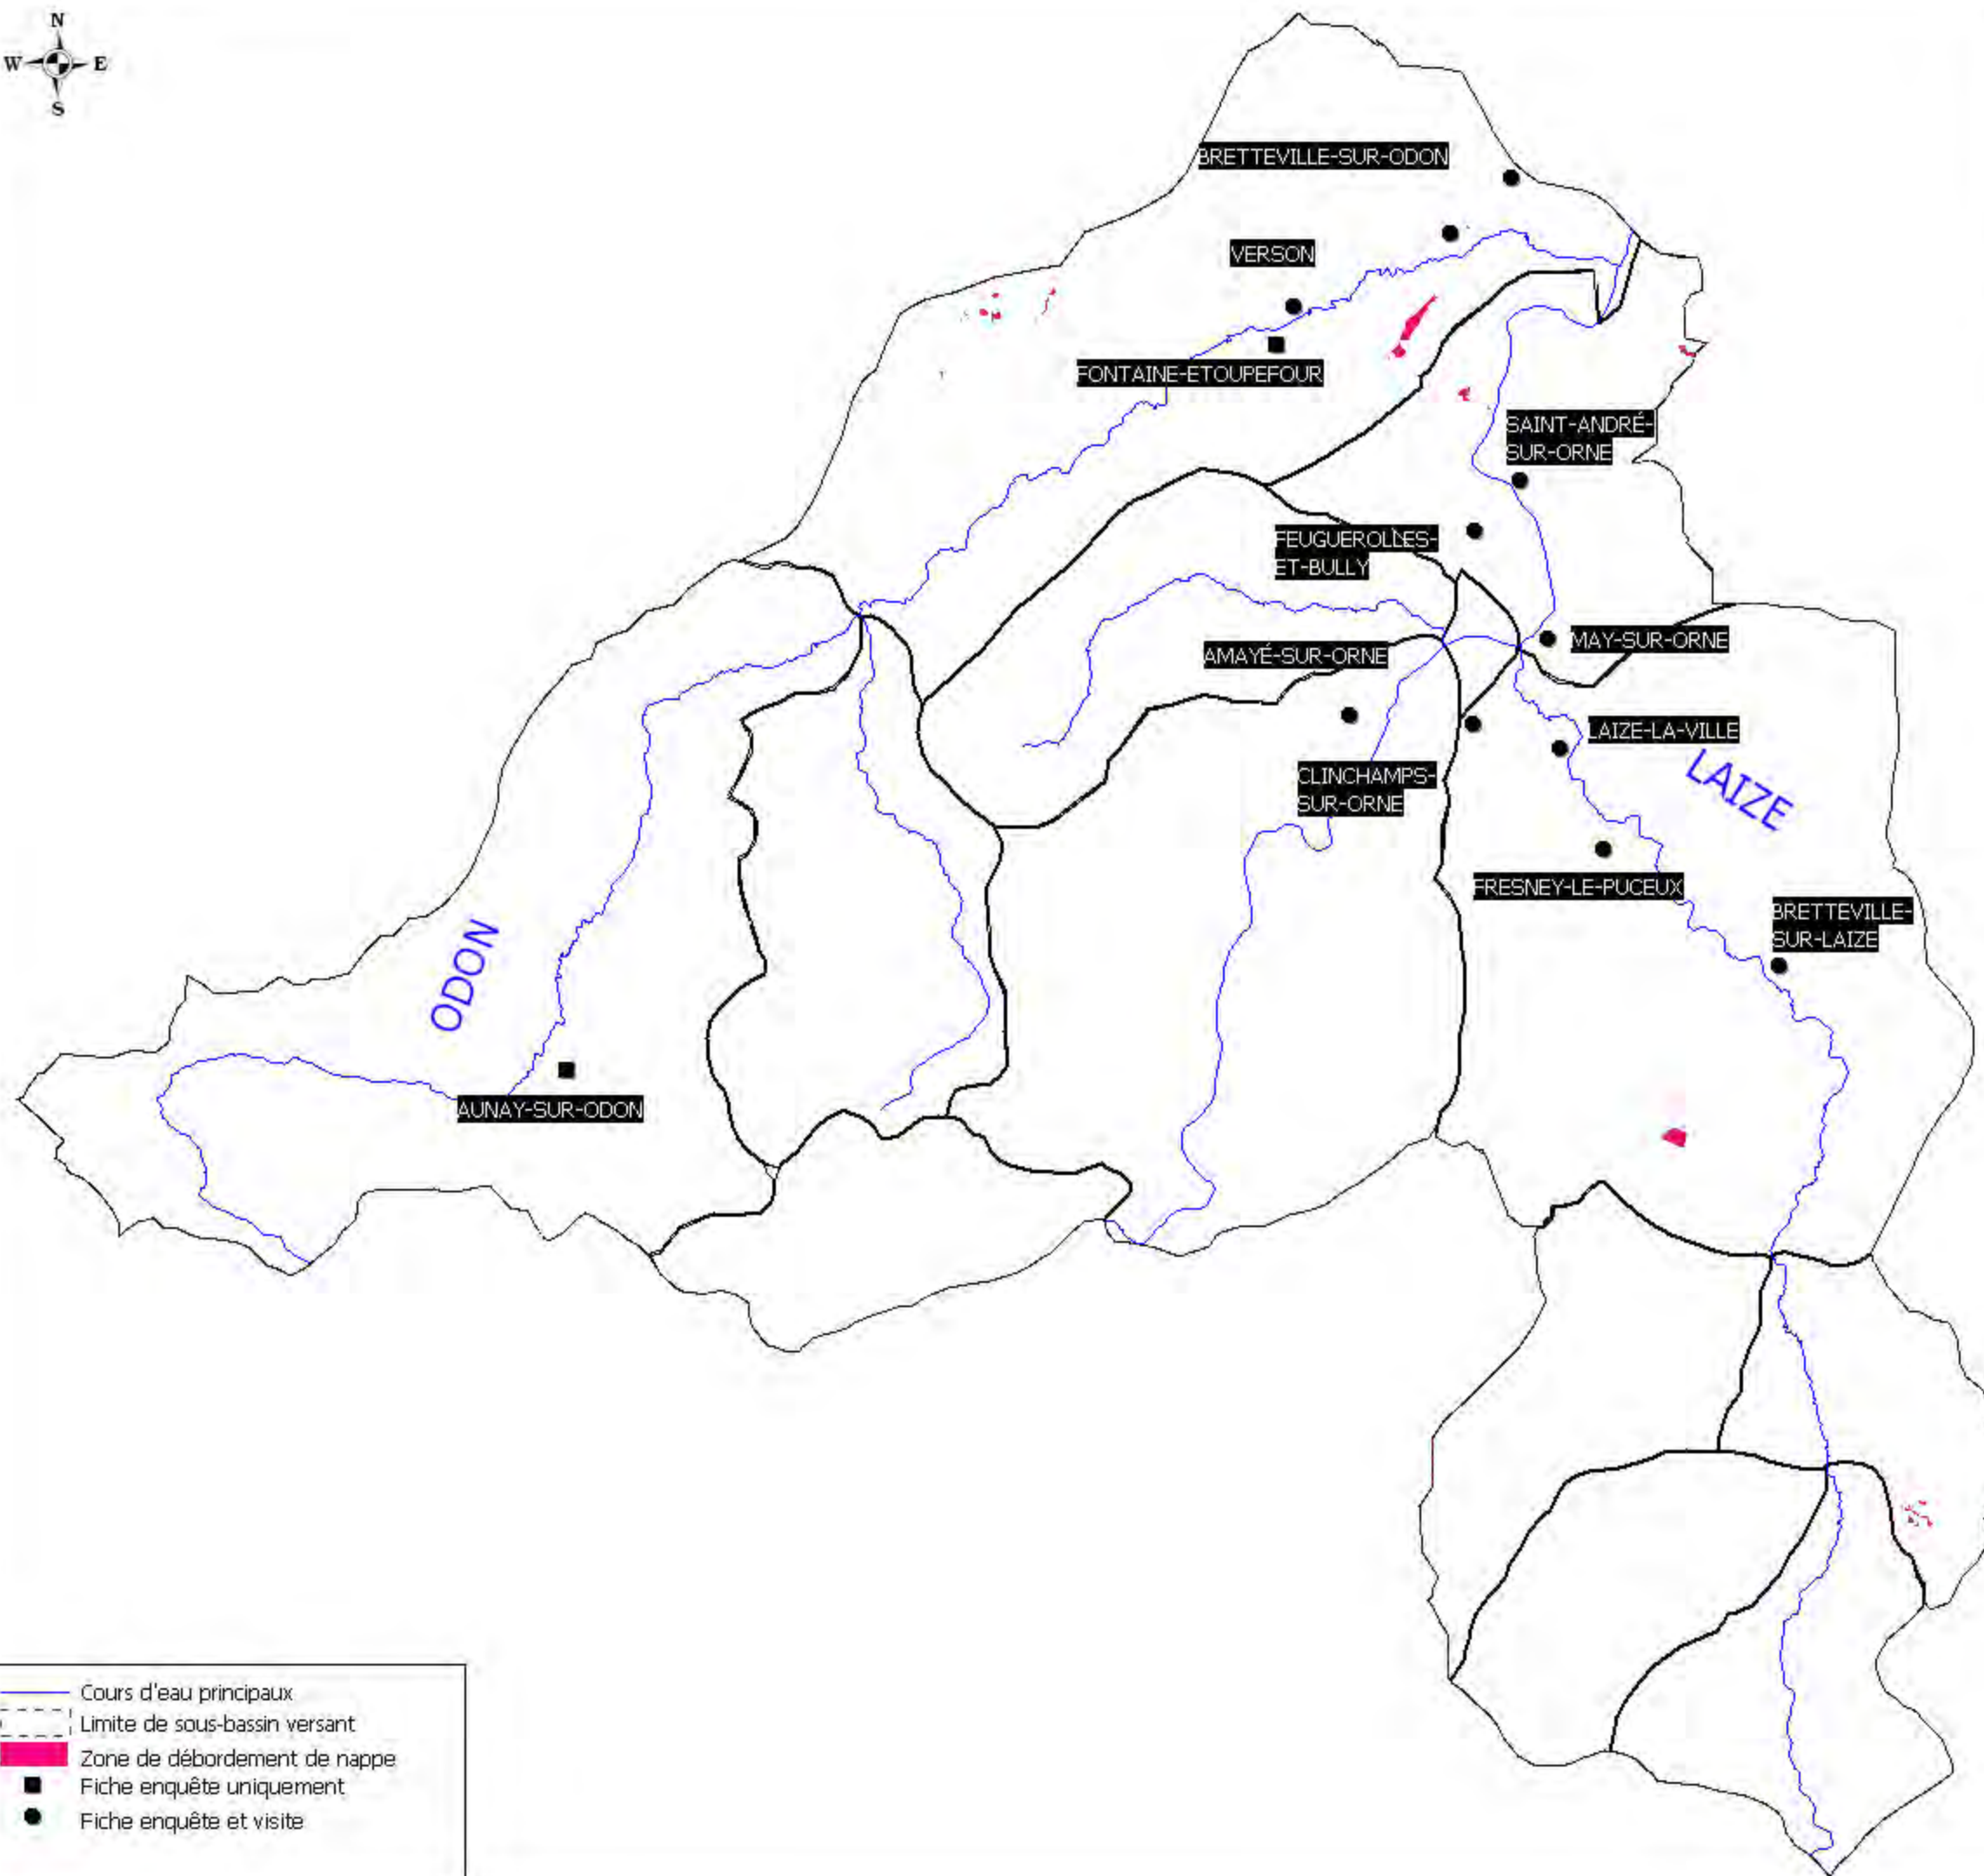 N
W E
S
BRETTEVILLE-SUR-ODON
VERSON
FONTAINE-ETOUPEFOUR
SAINT-ANDRÉ-
SUR-ORNE
FEUGUEROLLES-
ET-BULLY
MAY-SUR-ORNE
AMAYÉ-SUR-ORNE
LAIZE-LA-VILLE
LAIZE
CLINCHAMPS-
SUR-ORNE
FRESNEY-LE-PUCEUX
BRETTEVILLE-
SUR-LAIZE
ODON
AUNAY-SUR-ODON
Cours d'eau principaux
Limite de sous-bassin versant
Zone de débordement de nappe
Fiche enquête uniquement
Fiche enquête et visite